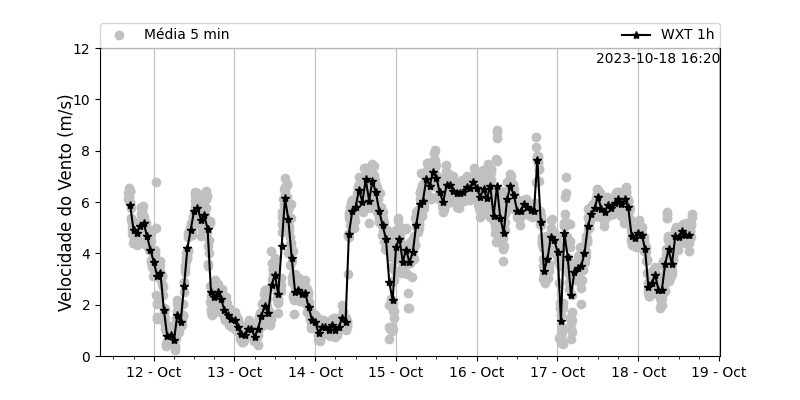 Média 5 min
WXT 1h
2023-10-18 16:20
Velocidade do Vento (m/s)
12
10
8
6
4
2
0
12 - Oct
13 - Oct
14 - Oct
15 - Oct
16 - Oct
17 - Oct
18 - Oct
19 - Oct